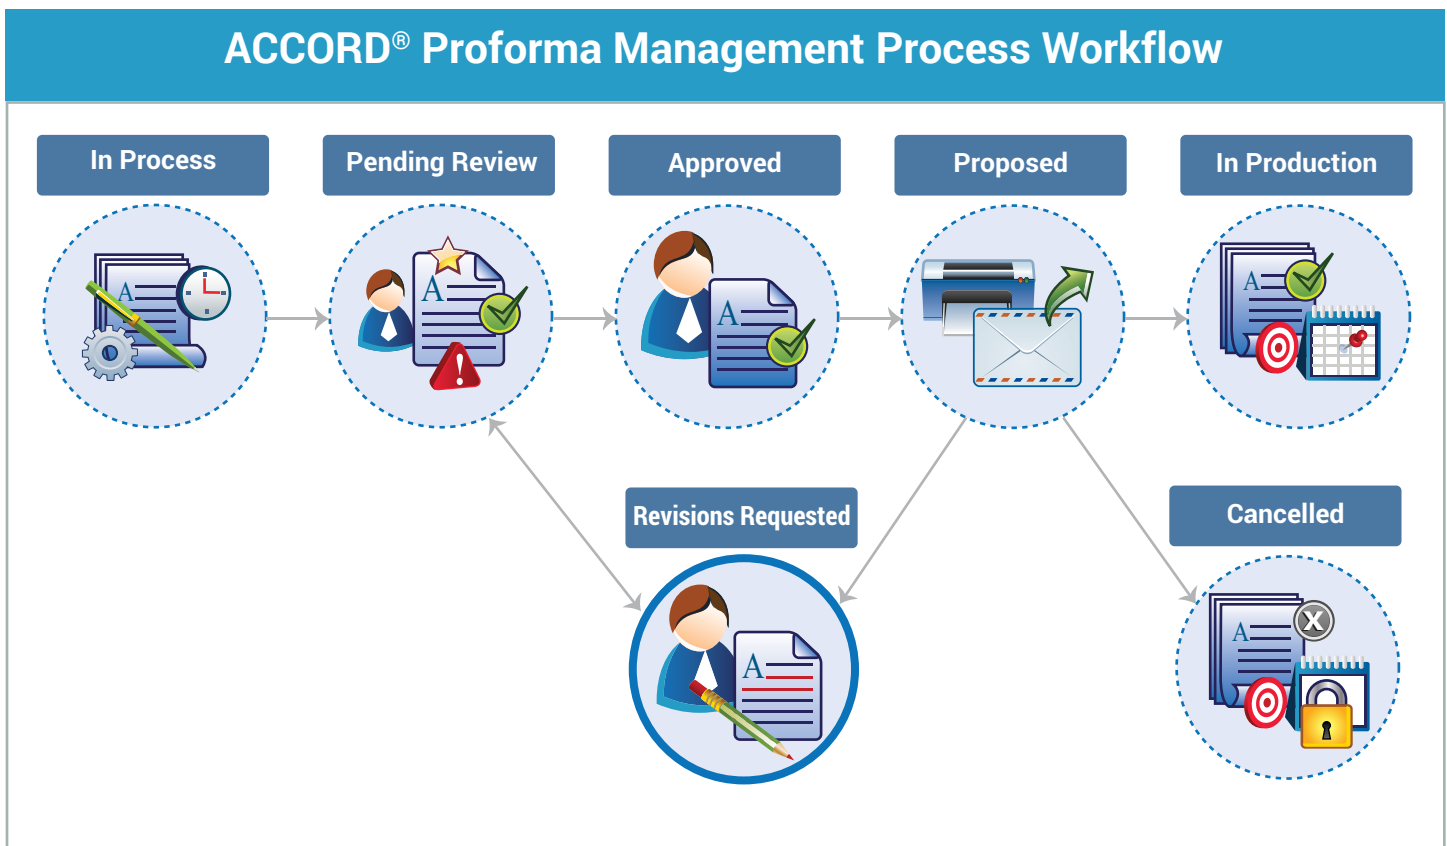 ACCORD® Proforma Management Process Workflow
In Process
Pending Review
Approved
Proposed
In Production
A
A
A
A
Revisions Requested
Cancelled
A
A
X